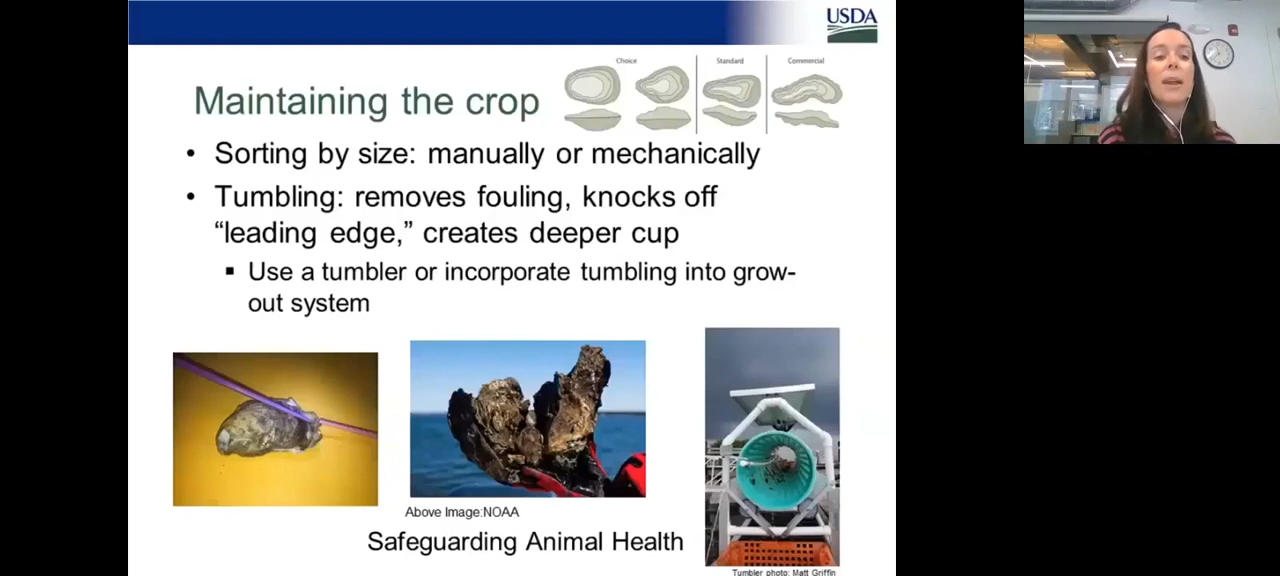 USDA
Choice
Standard
Commercial
Maintaining the crop
• Sorting by size: manually or mechanically
• Tumbling: removes fouling, knocks off
“leading edge,” creates deeper cup
▪ Use a tumbler or incorporate tumbling into grow-
out system
Above Image:NOAA
Safeguarding Animal Health
Tumbler photo: Matt Griffin